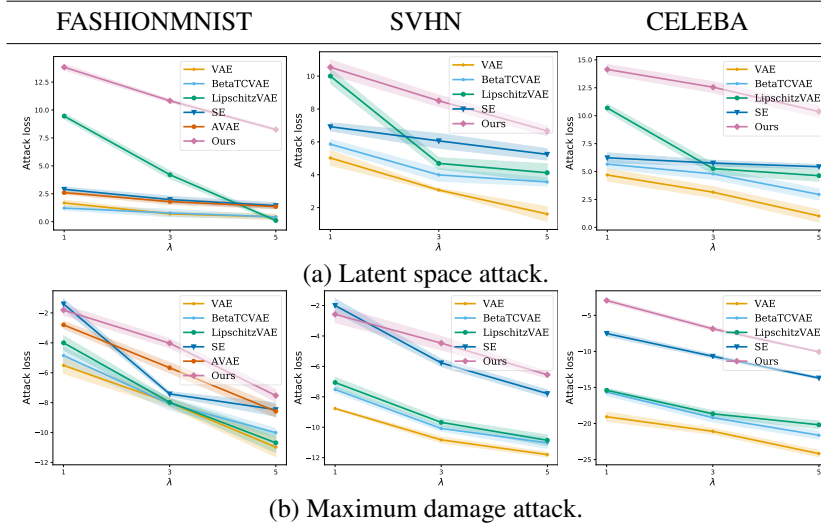 FASHIONMNIST SVHN CELEBA
Attack loss
12.5
10.0
7.5
5.0
2.5
0.0
VAE
BetaTCVAE
LipschitzVAE
SE
AVAE
Ours
1 3 5
λ
Attack loss
10
8
6
4
2
VAE
BetaTCVAE
LipschitzVAE
SE
Ours
1 3 5
λ
Attack loss
15.0
12.5
10.0
7.5
5.0
2.5
0.0
VAE
BetaTCVAE
LipschitzVAE
SE
Ours
1 3 5
λ
(a) Latent space attack.
Attack loss
−2
−4
−6
−8
−10
−12
VAE
BetaTCVAE
LipschitzVAE
SE
AVAE
Ours
1 3 5
λ
Attack loss
−2
−4
−6
−8
−10
−12
VAE
BetaTCVAE
LipschitzVAE
SE
Ours
1 3 5
λ
Attack loss
−5
−10
−15
−20
−25
VAE
BetaTCVAE
LipschitzVAE
SE
Ours
1 3 5
λ
(b) Maximum damage attack.